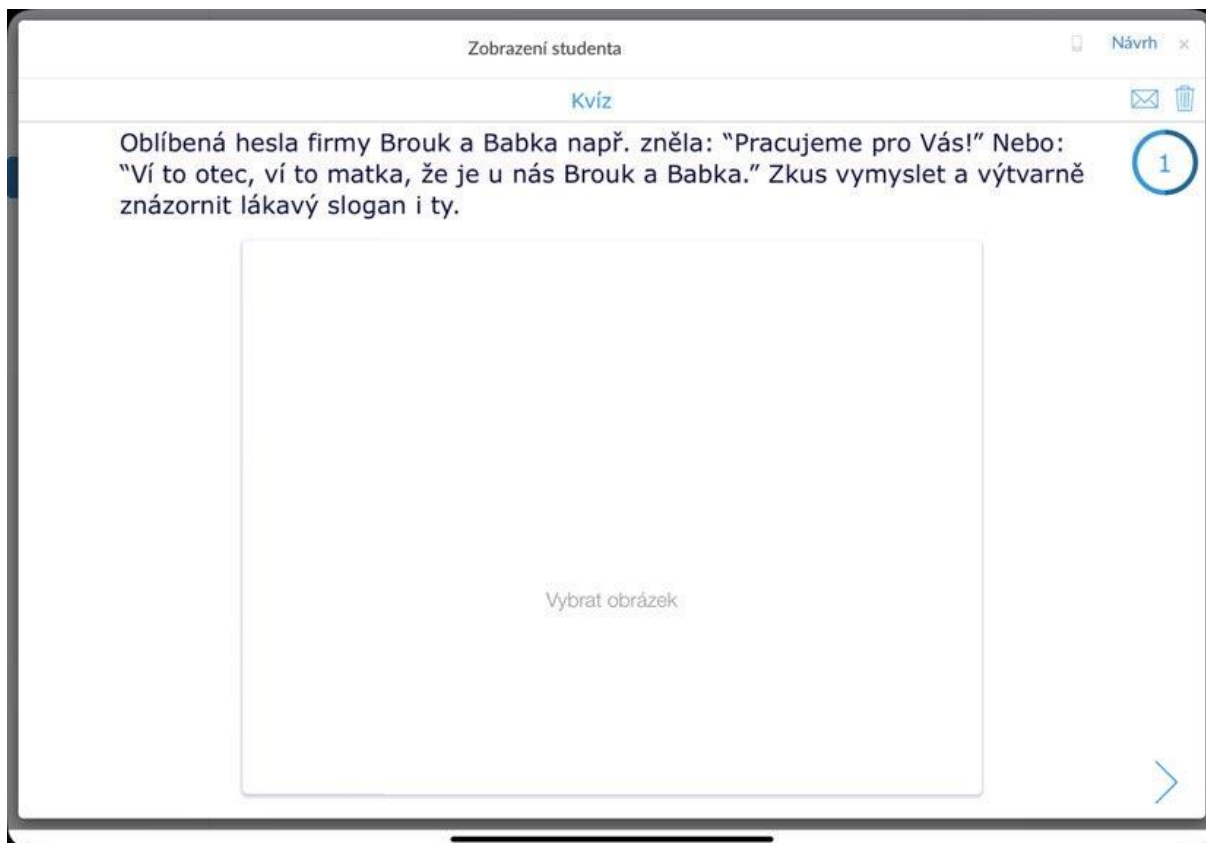 Zobrazení studenta
Návrh ×
Kvíz
Oblíbená hesla firmy Brouk a Babka např. zněla: “Pracujeme pro Vás!” Nebo:
“Ví to otec, ví to matka, že je u nás Brouk a Babka.” Zkus vymyslet a výtvarně
znázornit lákavý slogan i ty.
1
Vybrat obrázek